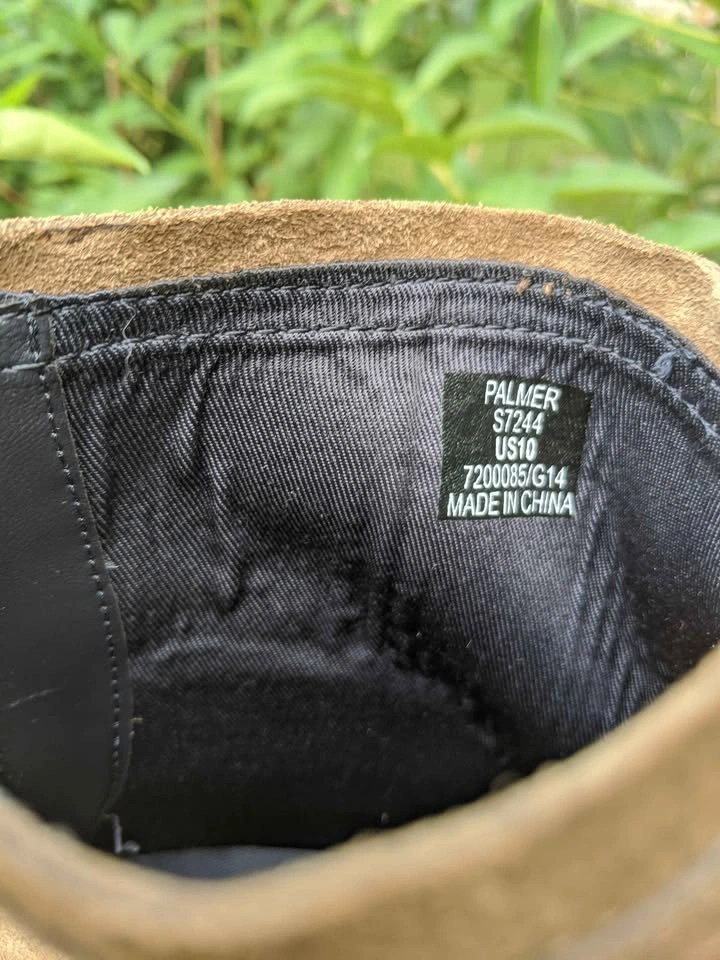 PALMER
S7244
US10
7200085/G14
MADE IN CHINA